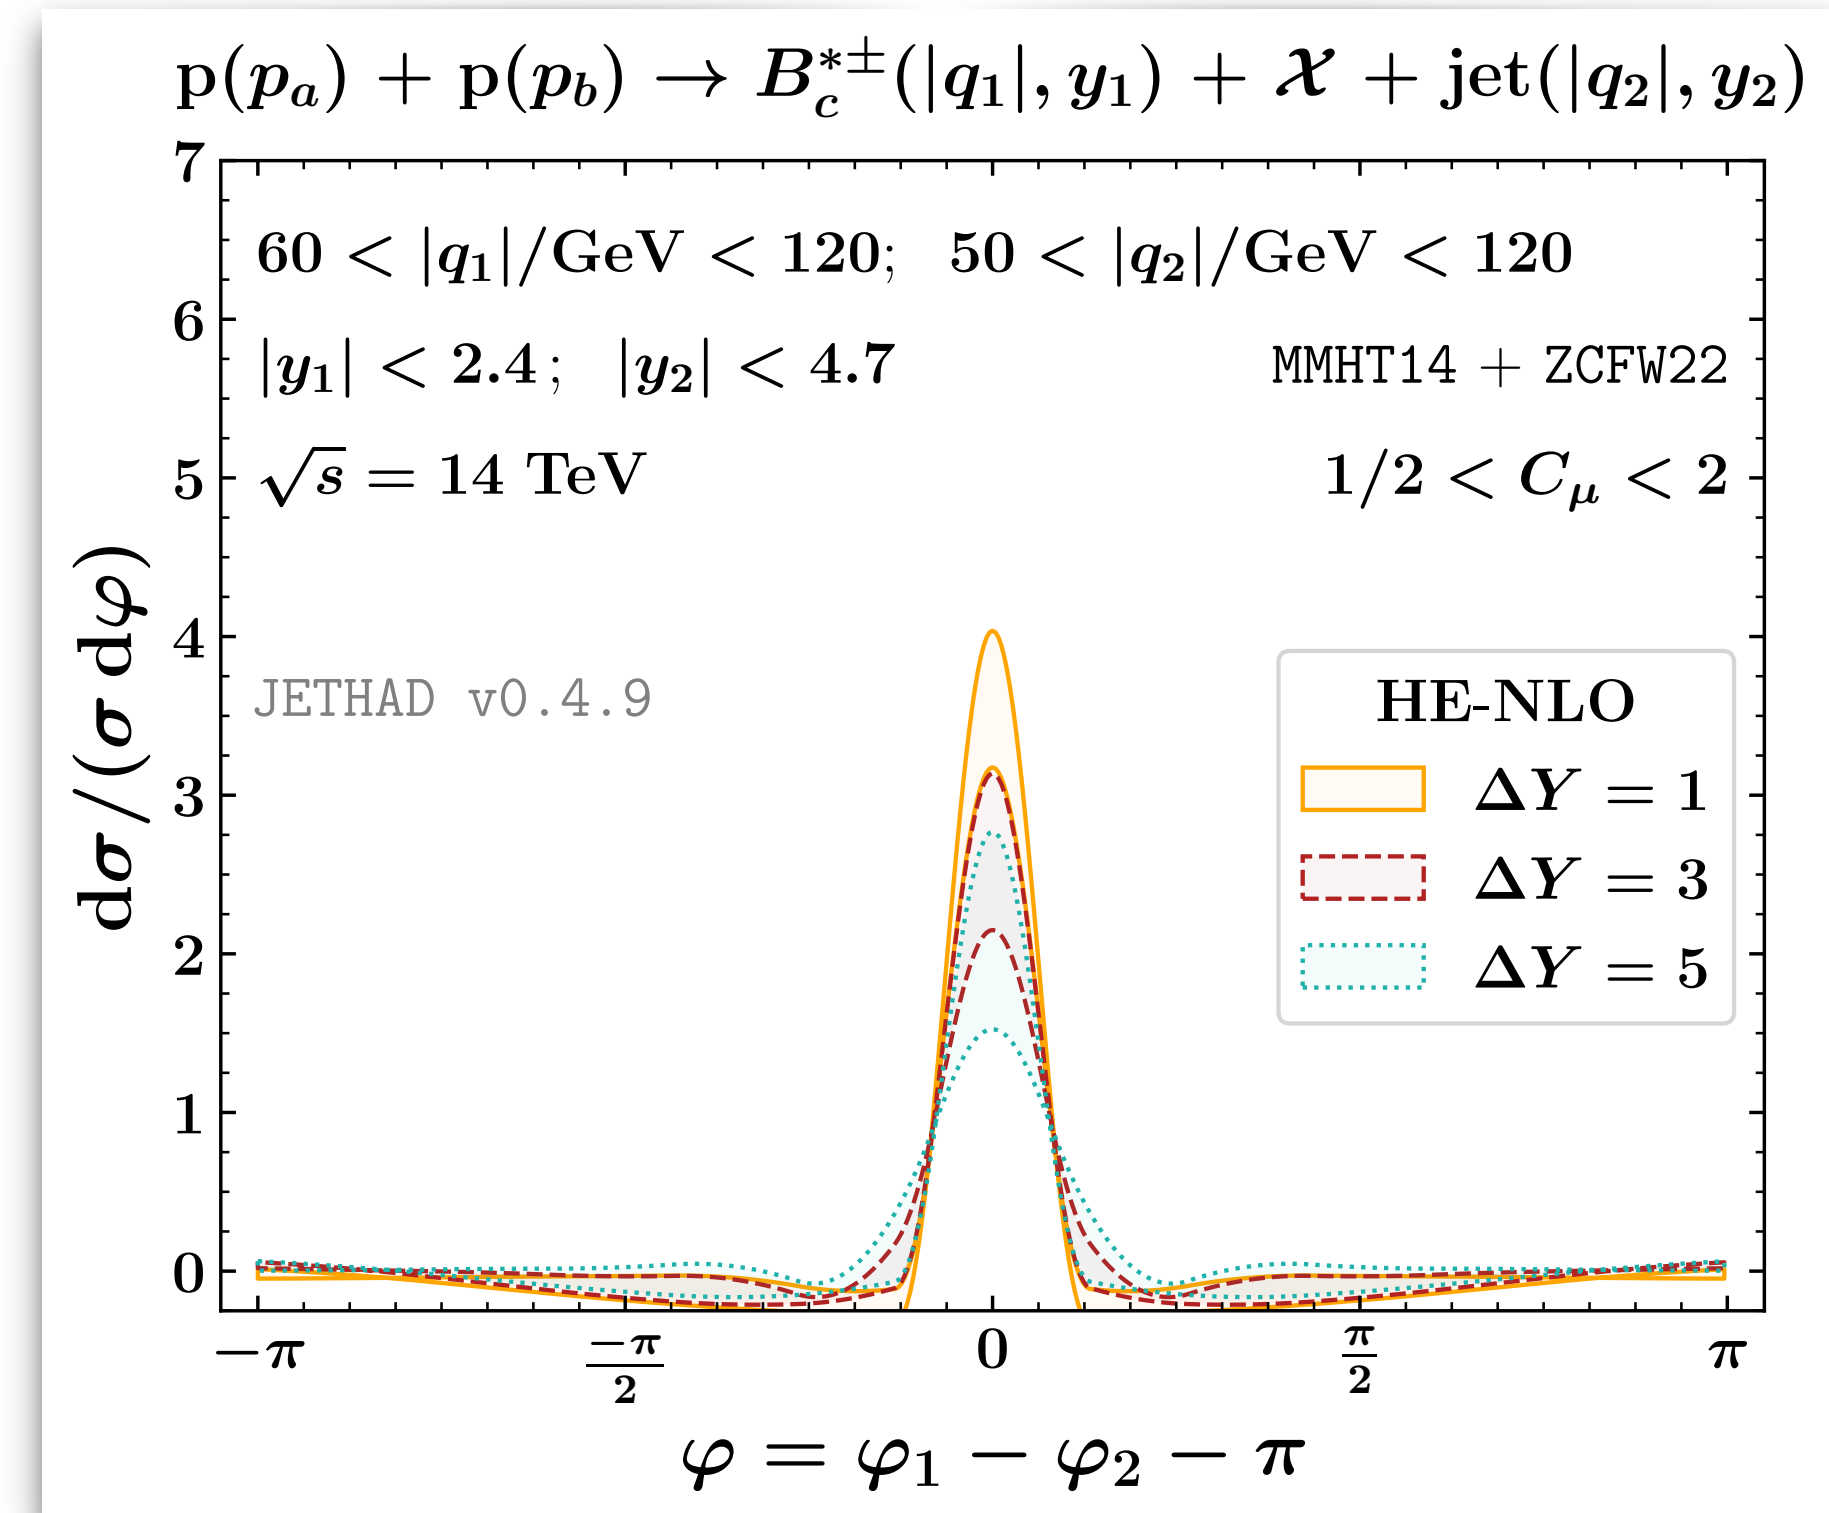 p(p_a) + p(p_b) → B_c^{*±}(|q_1|, y_1) + 𝒳 + jet(|q_2|, y_2)
7
60 < |q_1|/GeV < 120; 50 < |q_2|/GeV < 120
6
|y_1| < 2.4 ; |y_2| < 4.7
MMHT14 + ZCFW22
√s = 14 TeV
1/2 < C_μ < 2
5
dσ/(σ dφ)
4
JETHAD v0.4.9
HE-NLO
ΔY = 1
3
ΔY = 3
2
ΔY = 5
1
0
−π −π/2 0 π/2 π
φ = φ_1 − φ_2 − π